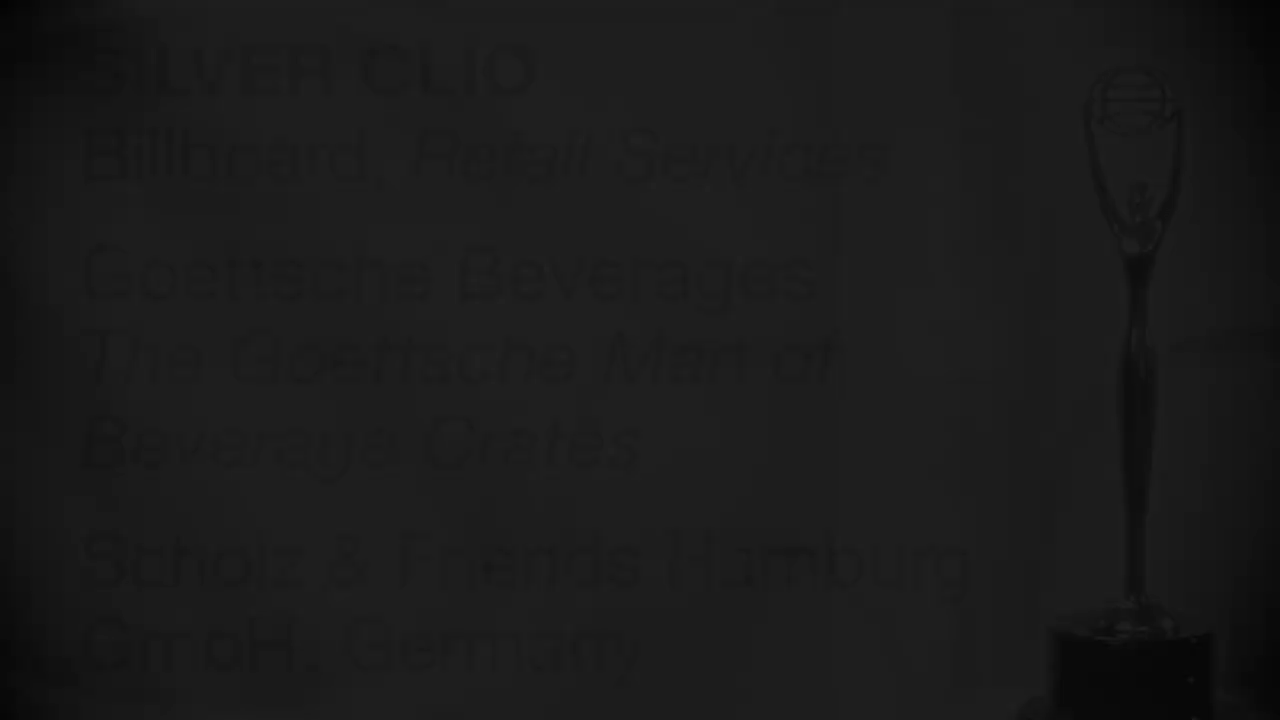 SILVER CLIO
Billboard, Retail Services
Goettsche Beverages
The Goettsche Man of
Beverage Crates
Scholz & Friends Hamburg
GmbH, Germany